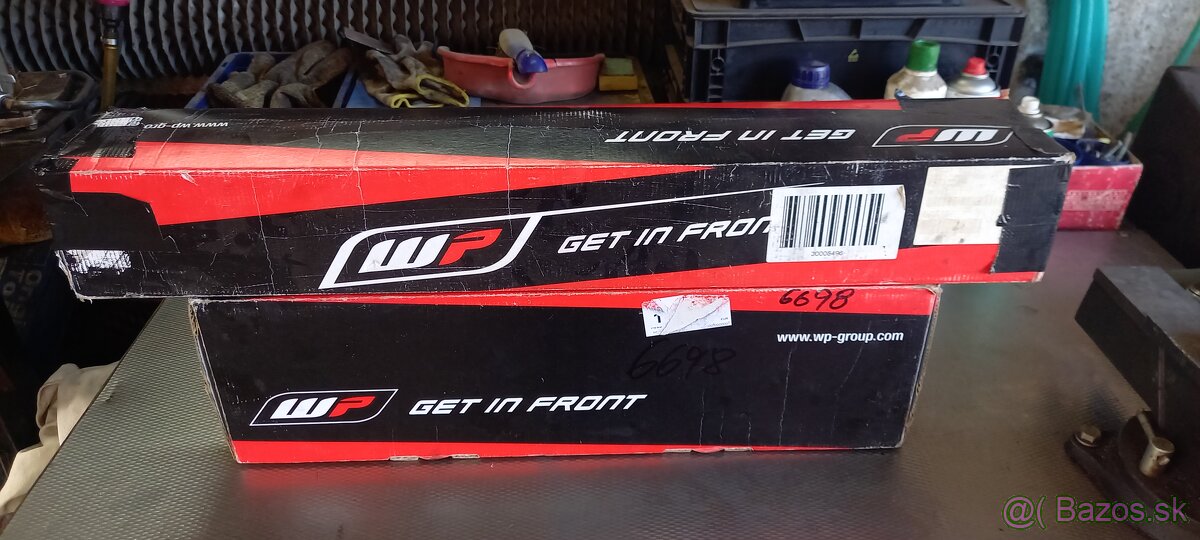 www.wp-gro
GET IN FRONT
WP
WP
GET IN FRON
30006496
6698
www.wp-group.com
6698
WP
GET IN FRONT
@( Bazos.sk